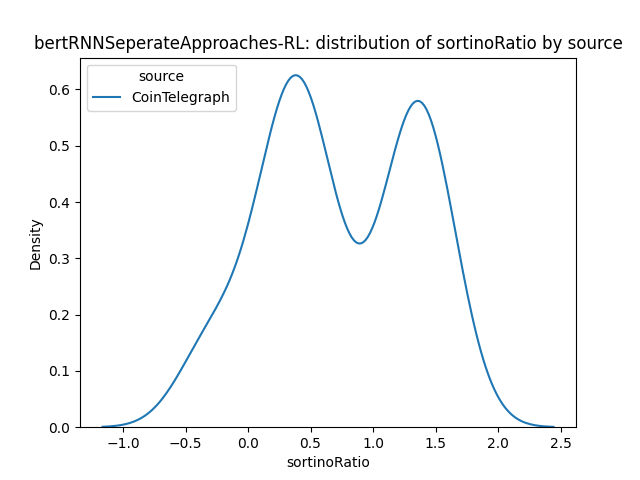 bertRNNSeperateApproaches-RL: distribution of sortinoRatio by source
source
CoinTelegraph
Density
0.6
0.5
0.4
0.3
0.2
0.1
0.0
−1.0 −0.5 0.0 0.5 1.0 1.5 2.0 2.5
sortinoRatio